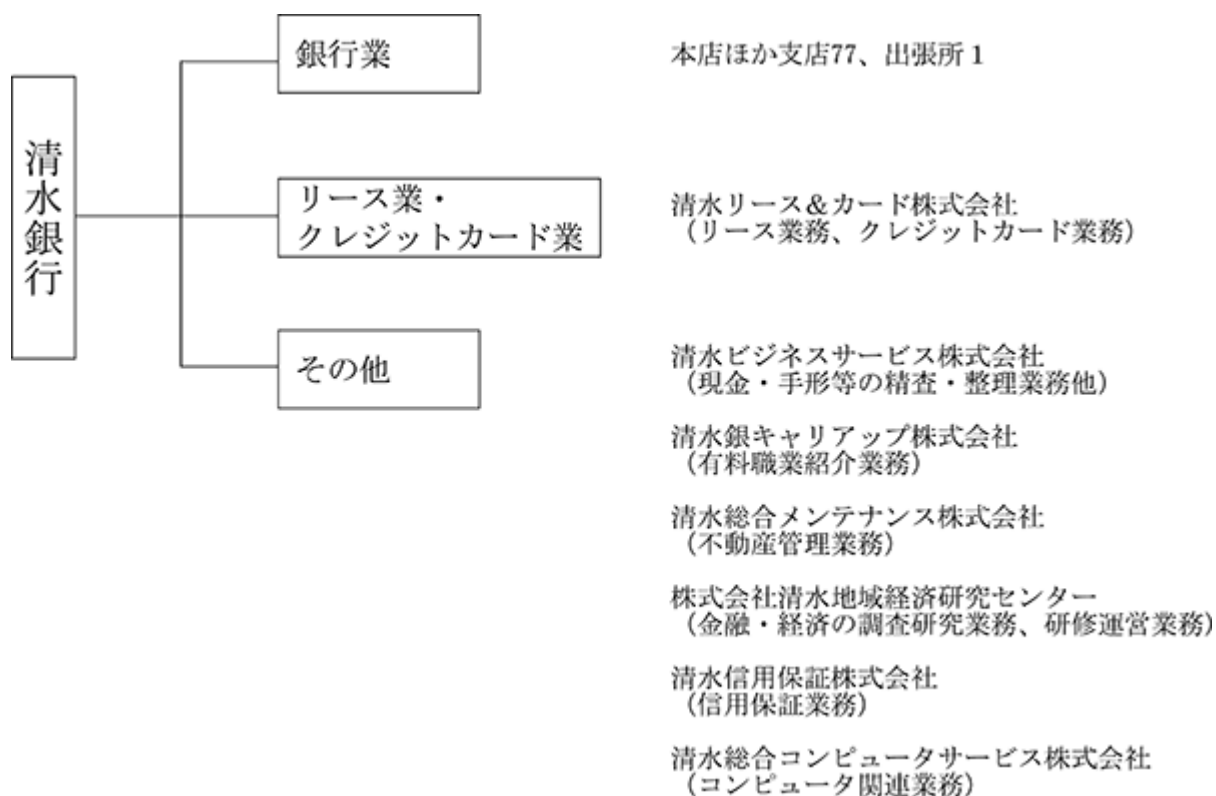 清水銀行
銀行業
本店ほか支店77、出張所1
リース業・
クレジットカード業
清水リース&カード株式会社
(リース業務、クレジットカード業務)
その他
清水ビジネスサービス株式会社
(現金・手形等の精査・整理業務他)
清水銀キャリアップ株式会社
(有料職業紹介業務)
清水総合メンテナンス株式会社
(不動産管理業務)
株式会社清水地域経済研究センター
(金融・経済の調査研究業務、研修運営業務)
清水信用保証株式会社
(信用保証業務)
清水総合コンピュータサービス株式会社
(コンピュータ関連業務)